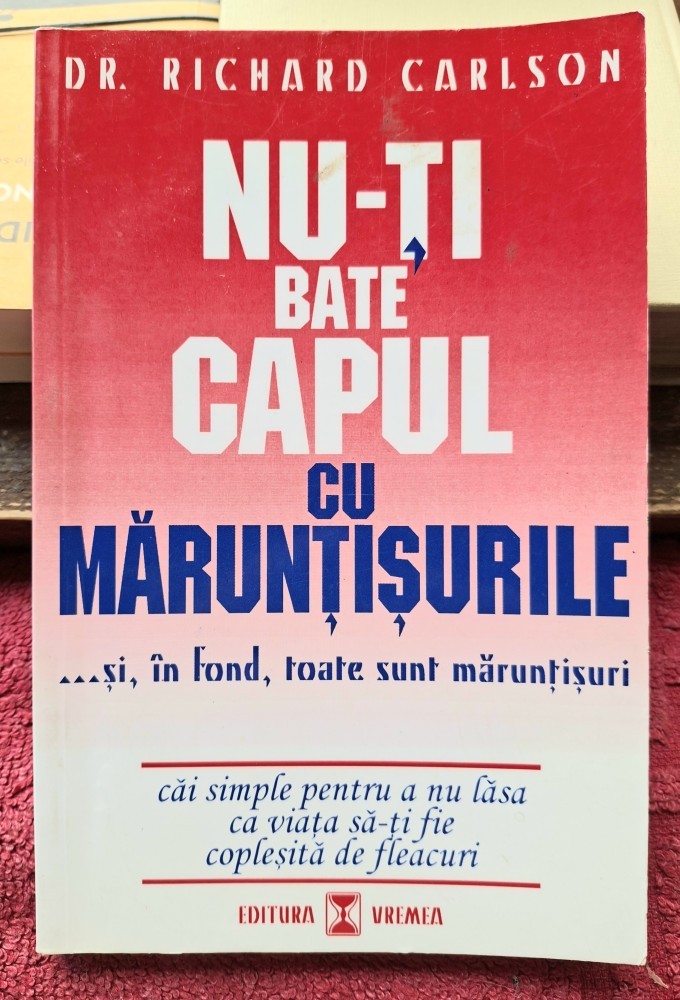 DR. RICHARD CARLSON
NU-ȚI
BATE
CAPUL
CU
MĂRUNȚIȘURILE
...și, în fond, toate sunt mărunțișuri
căi simple pentru a nu lăsa
ca viața să-ți fie
copleșită de fleacuri
EDITURA VREMEA